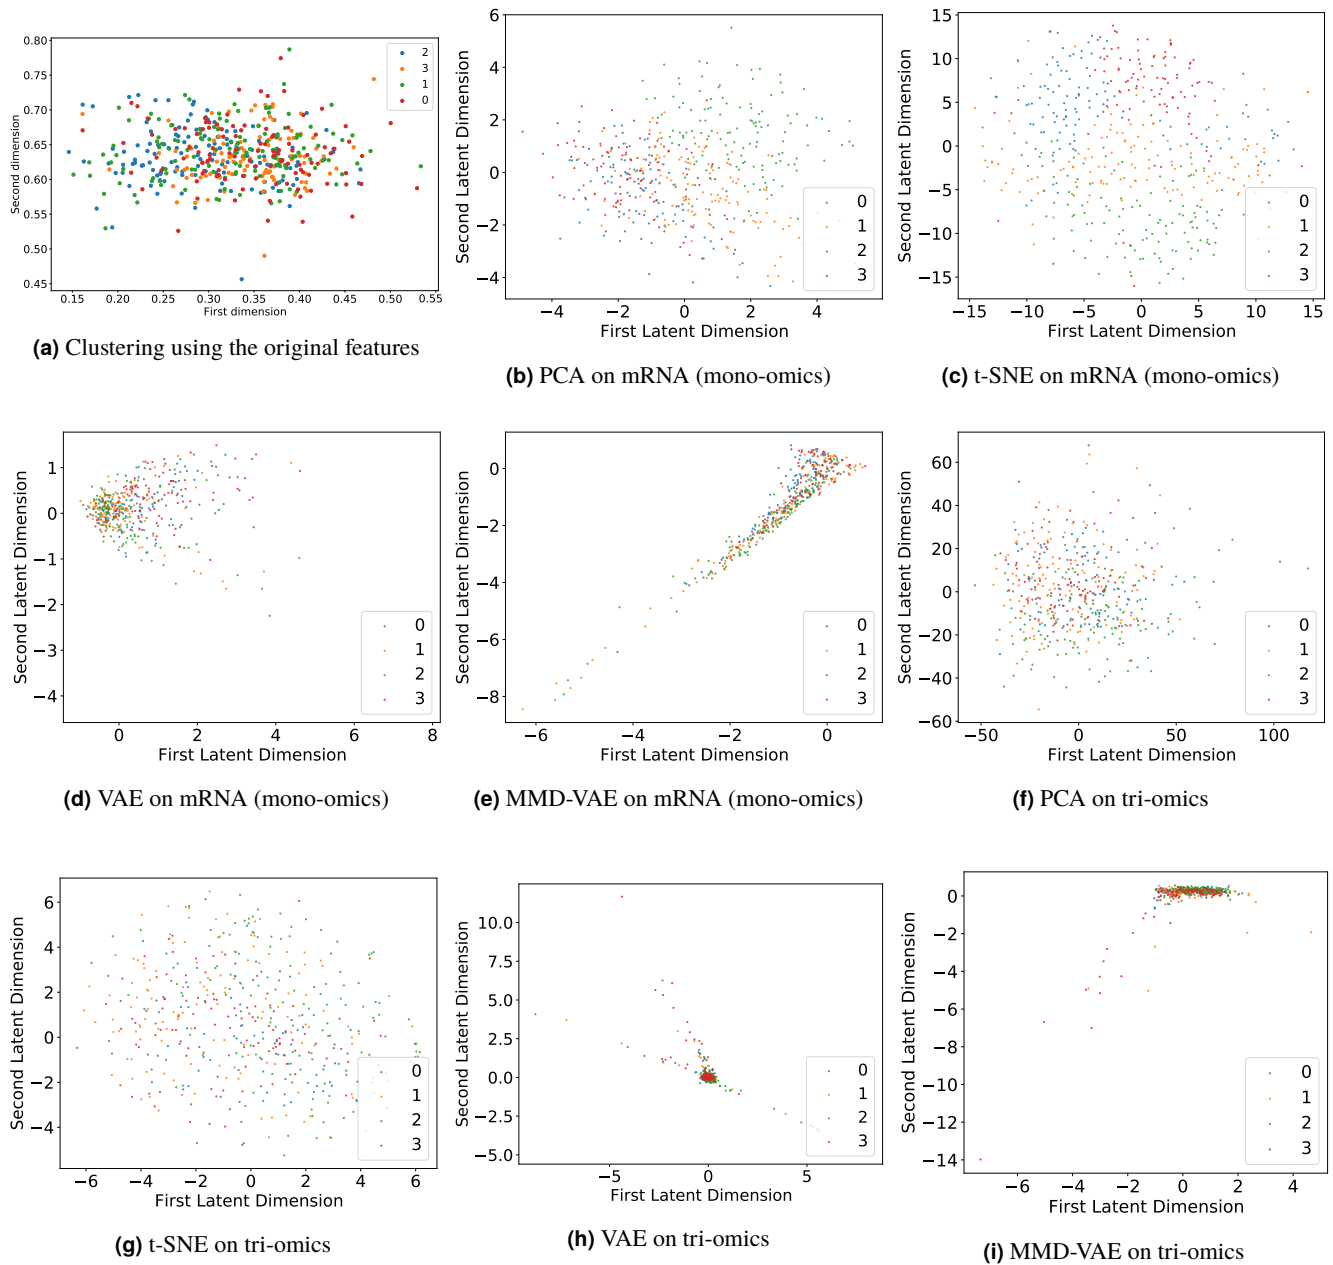 0.80
0.75
0.70
0.65
0.60
0.55
0.50
0.45
Second dimension
0.15 0.20 0.25 0.30 0.35 0.40 0.45 0.50 0.55
First dimension
2
3
1
0
(a) Clustering using the original features
6
4
2
0
−2
−4
Second Latent Dimension
−4 −2 0 2 4
First Latent Dimension
0
1
2
3
(b) PCA on mRNA (mono-omics)
15
10
5
0
−5
−10
−15
Second Latent Dimension
−15 −10 −5 0 5 10 15
First Latent Dimension
0
1
2
3
(c) t-SNE on mRNA (mono-omics)
1
0
−1
−2
−3
−4
Second Latent Dimension
0 2 4 6 8
First Latent Dimension
0
1
2
3
(d) VAE on mRNA (mono-omics)
0
−2
−4
−6
−8
Second Latent Dimension
−6 −4 −2 0
First Latent Dimension
0
1
2
3
(e) MMD-VAE on mRNA (mono-omics)
60
40
20
0
−20
−40
−60
Second Latent Dimension
−50 0 50 100
First Latent Dimension
0
1
2
3
(f) PCA on tri-omics
6
4
2
0
−2
−4
Second Latent Dimension
−6 −4 −2 0 2 4 6
First Latent Dimension
0
1
2
3
(g) t-SNE on tri-omics
10.0
7.5
5.0
2.5
0.0
−2.5
−5.0
Second Latent Dimension
−5 0 5
First Latent Dimension
0
1
2
3
(h) VAE on tri-omics
0
−2
−4
−6
−8
−10
−12
−14
Second Latent Dimension
−6 −4 −2 0 2 4
First Latent Dimension
0
1
2
3
(i) MMD-VAE on tri-omics